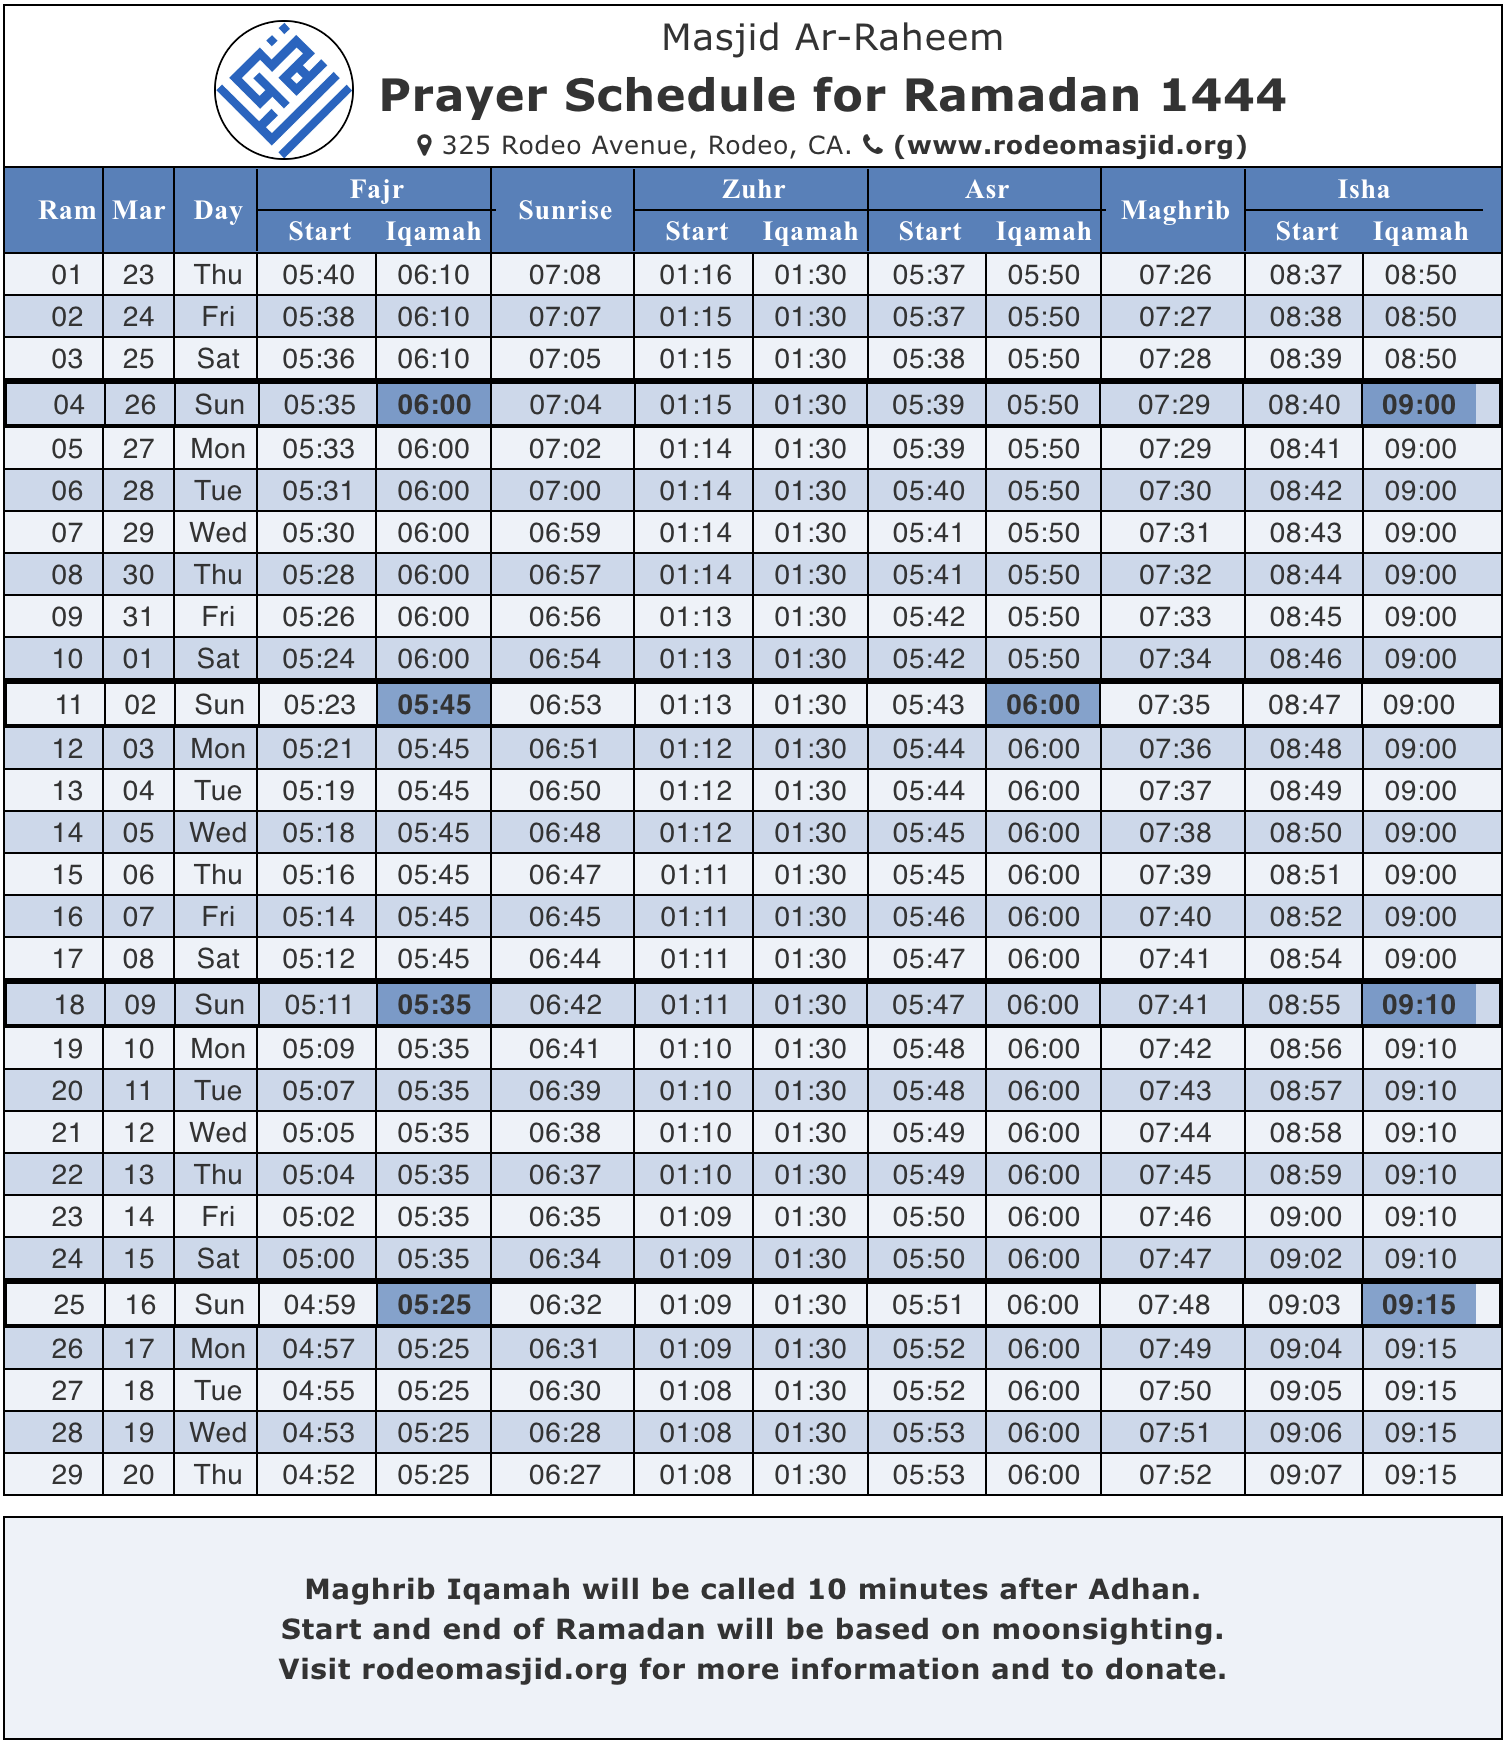 Masjid Ar-Raheem
Prayer Schedule for Ramadan 1444
325 Rodeo Avenue, Rodeo, CA. (www.rodeomasjid.org)
Ram Mar Day Fajr Sunrise Zuhr Asr Maghrib Isha
Start Iqamah Start Iqamah Start Iqamah Start Iqamah
01 23 Thu 05:40 06:10 07:08 01:16 01:30 05:37 05:50 07:26 08:37 08:50
02 24 Fri 05:38 06:10 07:07 01:15 01:30 05:37 05:50 07:27 08:38 08:50
03 25 Sat 05:36 06:10 07:05 01:15 01:30 05:38 05:50 07:28 08:39 08:50
04 26 Sun 05:35 06:00 07:04 01:15 01:30 05:39 05:50 07:29 08:40 09:00
05 27 Mon 05:33 06:00 07:02 01:14 01:30 05:39 05:50 07:29 08:41 09:00
06 28 Tue 05:31 06:00 07:00 01:14 01:30 05:40 05:50 07:30 08:42 09:00
07 29 Wed 05:30 06:00 06:59 01:14 01:30 05:41 05:50 07:31 08:43 09:00
08 30 Thu 05:28 06:00 06:57 01:14 01:30 05:41 05:50 07:32 08:44 09:00
09 31 Fri 05:26 06:00 06:56 01:13 01:30 05:42 05:50 07:33 08:45 09:00
10 01 Sat 05:24 06:00 06:54 01:13 01:30 05:42 05:50 07:34 08:46 09:00
11 02 Sun 05:23 05:45 06:53 01:13 01:30 05:43 06:00 07:35 08:47 09:00
12 03 Mon 05:21 05:45 06:51 01:12 01:30 05:44 06:00 07:36 08:48 09:00
13 04 Tue 05:19 05:45 06:50 01:12 01:30 05:44 06:00 07:37 08:49 09:00
14 05 Wed 05:18 05:45 06:48 01:12 01:30 05:45 06:00 07:38 08:50 09:00
15 06 Thu 05:16 05:45 06:47 01:11 01:30 05:45 06:00 07:39 08:51 09:00
16 07 Fri 05:14 05:45 06:45 01:11 01:30 05:46 06:00 07:40 08:52 09:00
17 08 Sat 05:12 05:45 06:44 01:11 01:30 05:47 06:00 07:41 08:54 09:00
18 09 Sun 05:11 05:35 06:42 01:11 01:30 05:47 06:00 07:41 08:55 09:10
19 10 Mon 05:09 05:35 06:41 01:10 01:30 05:48 06:00 07:42 08:56 09:10
20 11 Tue 05:07 05:35 06:39 01:10 01:30 05:48 06:00 07:43 08:57 09:10
21 12 Wed 05:05 05:35 06:38 01:10 01:30 05:49 06:00 07:44 08:58 09:10
22 13 Thu 05:04 05:35 06:37 01:10 01:30 05:49 06:00 07:45 08:59 09:10
23 14 Fri 05:02 05:35 06:35 01:09 01:30 05:50 06:00 07:46 09:00 09:10
24 15 Sat 05:00 05:35 06:34 01:09 01:30 05:50 06:00 07:47 09:02 09:10
25 16 Sun 04:59 05:25 06:32 01:09 01:30 05:51 06:00 07:48 09:03 09:15
26 17 Mon 04:57 05:25 06:31 01:09 01:30 05:52 06:00 07:49 09:04 09:15
27 18 Tue 04:55 05:25 06:30 01:08 01:30 05:52 06:00 07:50 09:05 09:15
28 19 Wed 04:53 05:25 06:28 01:08 01:30 05:53 06:00 07:51 09:06 09:15
29 20 Thu 04:52 05:25 06:27 01:08 01:30 05:53 06:00 07:52 09:07 09:15
Maghrib Iqamah will be called 10 minutes after Adhan.
Start and end of Ramadan will be based on moonsighting.
Visit rodeomasjid.org for more information and to donate.